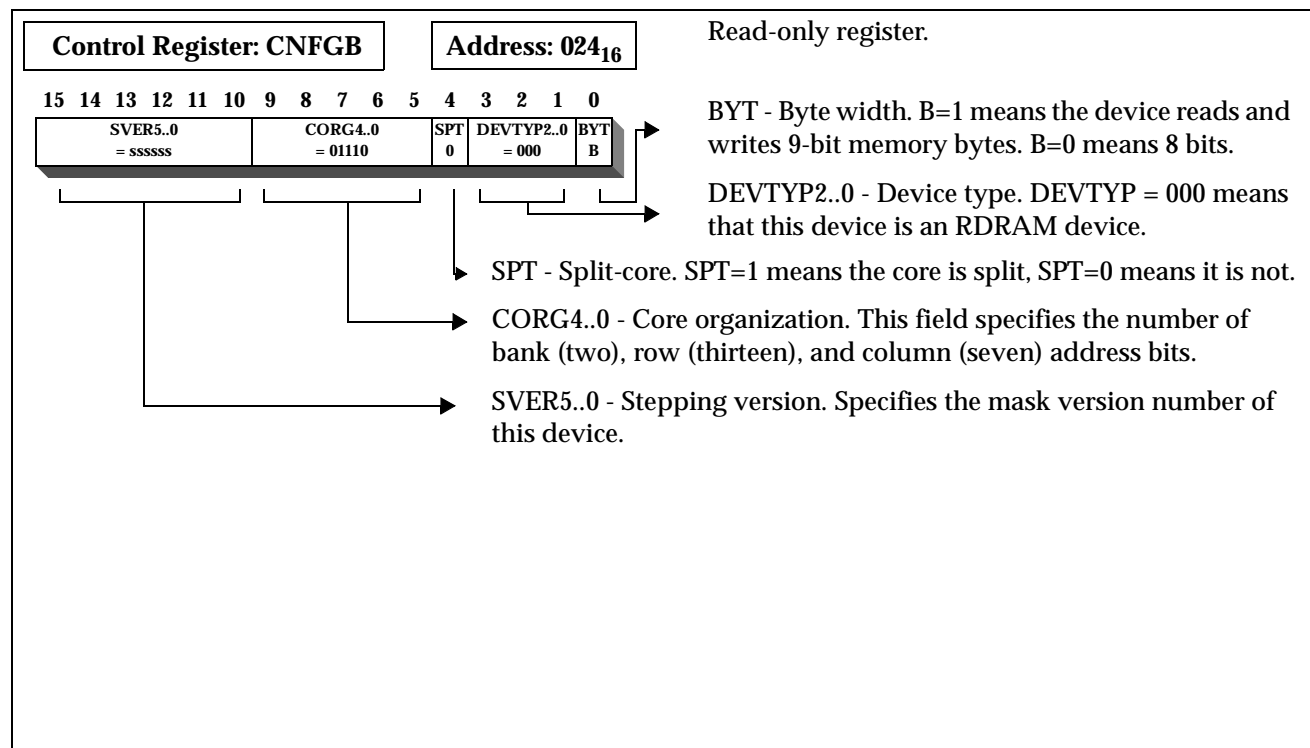 Control Register: CNFGB
Address: 024₁₆
Read-only register.
15 14 13 12 11 10 9 8 7 6 5 4 3 2 1 0
SVER5..0 CORG4..0 SPT DEVTYP2..0 BYT
= ssssss = 01110 0 = 000 B
BYT - Byte width. B=1 means the device reads and
writes 9-bit memory bytes. B=0 means 8 bits.
DEVTYP2..0 - Device type. DEVTYP = 000 means
that this device is an RDRAM device.
SPT - Split-core. SPT=1 means the core is split, SPT=0 means it is not.
CORG4..0 - Core organization. This field specifies the number of
bank (two), row (thirteen), and column (seven) address bits.
SVER5..0 - Stepping version. Specifies the mask version number of
this device.